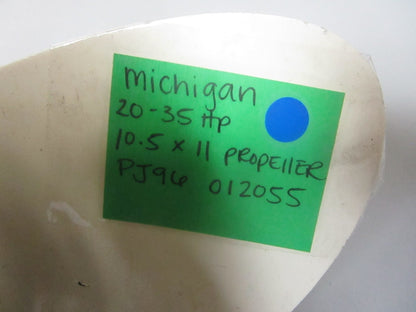 michigan
20-35 Hp
10.5 x 11 PROPEllER
PJ96 012055